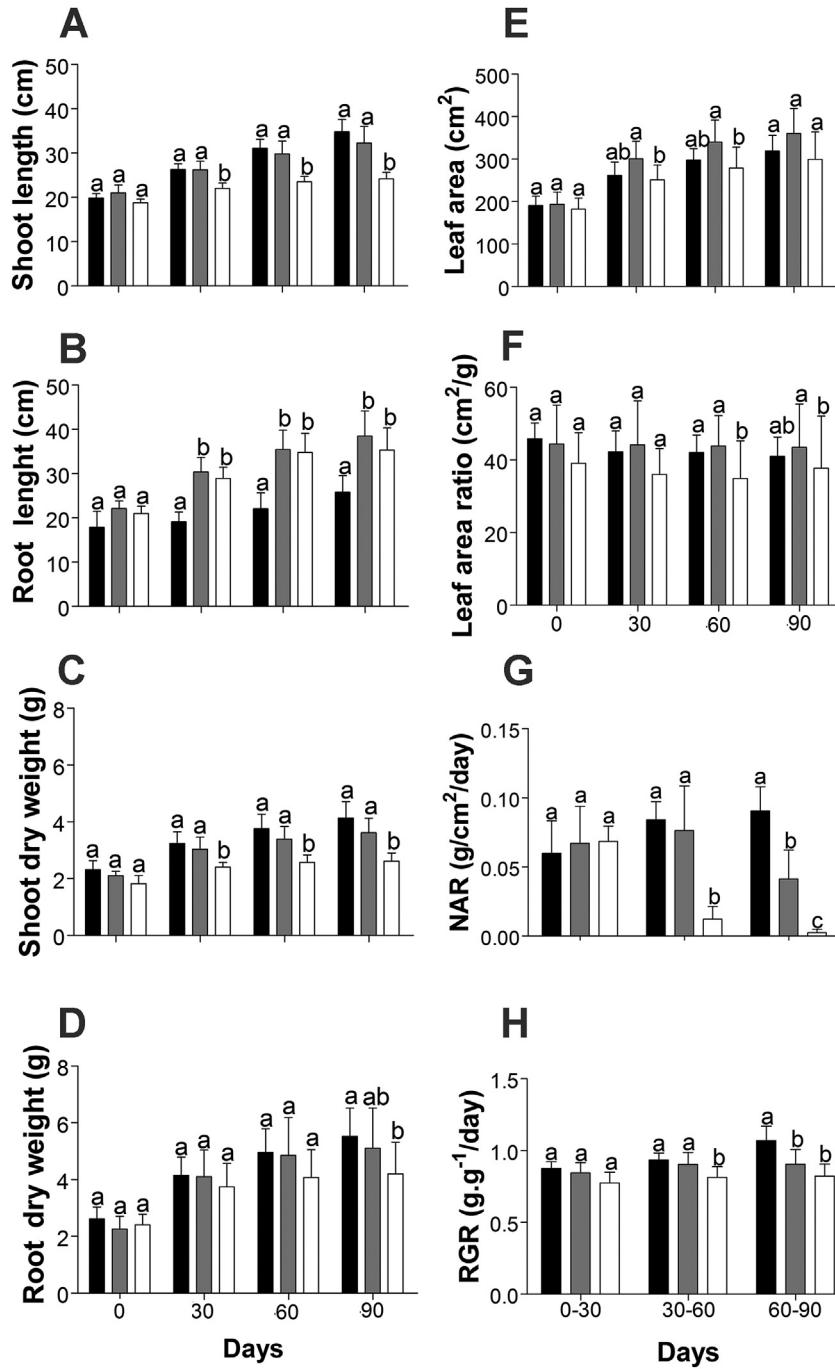 A
Shoot length (cm)
50
40
30
20
10
0
a a a
a a b
a a b
a a b
B
Root lenght (cm)
50
40
30
20
10
0
a a a
a b b
a b b
a b b
C
Shoot dry weight (g)
8
6
4
2
0
a a a
a a b
a a b
a a b
D
Root dry weight (g)
8
6
4
2
0
a a a
a a a
a a a
a ab b
0 30 60 90
Days
E
Leaf area (cm²)
500
400
300
200
100
0
a a a
ab a b
ab a b
a a a
F
Leaf area ratio (cm²/g)
60
40
20
0
a a a
a a a
a a b
ab a b
0 30 60 90
G
NAR (g/cm²/day)
0.15
0.10
0.05
0.00
a a a
a a b
a b c
H
RGR (g.g⁻¹/day)
1.5
1.0
0.5
0.0
a a a
a a b
a b b
0-30 30-60 60-90
Days